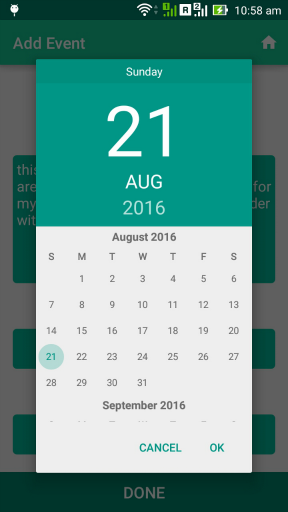 1 R 2 10:58 am
Add Event
Sunday
21
AUG
2016
this
are for
my der
wit
August 2016
S M T W T F S
1 2 3 4 5 6
7 8 9 10 11 12 13
14 15 16 17 18 19 20
21 22 23 24 25 26 27
28 29 30 31
September 2016
CANCEL OK
DONE